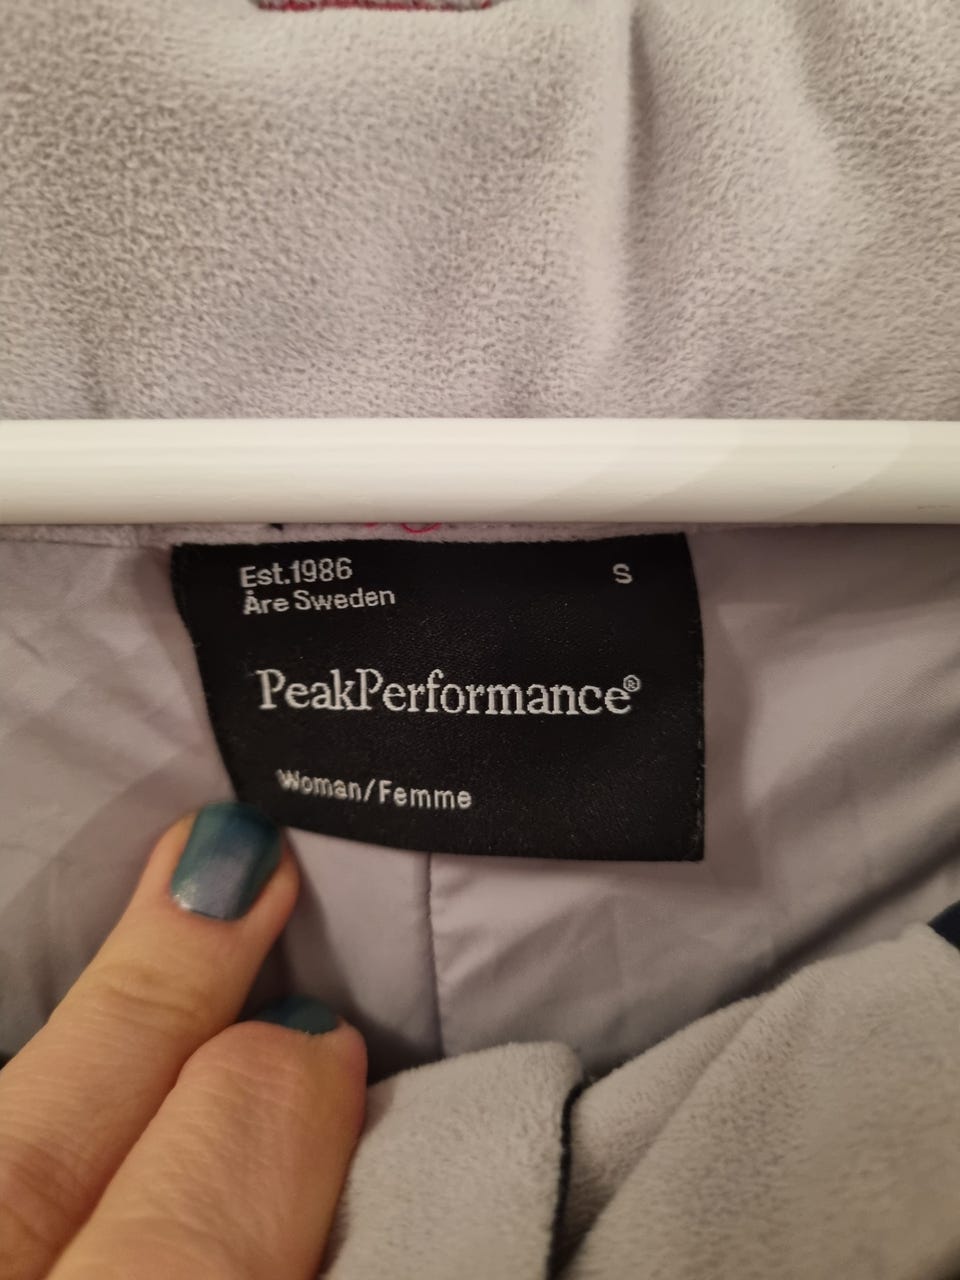 Est.1986 S
Åre Sweden
PeakPerformance®
Woman/Femme